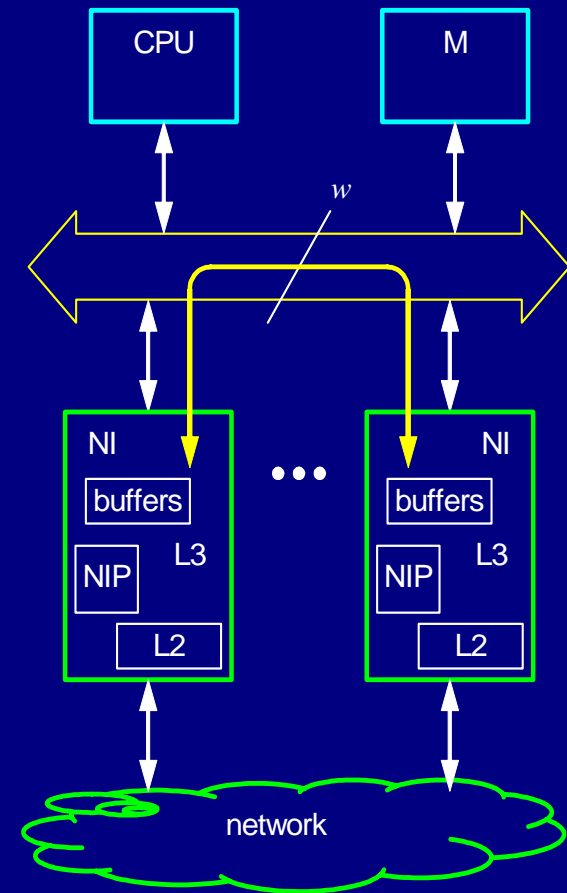 CPU
M
w
NI
NI
buffers
buffers
L3
L3
NIP
NIP
L2
L2
network